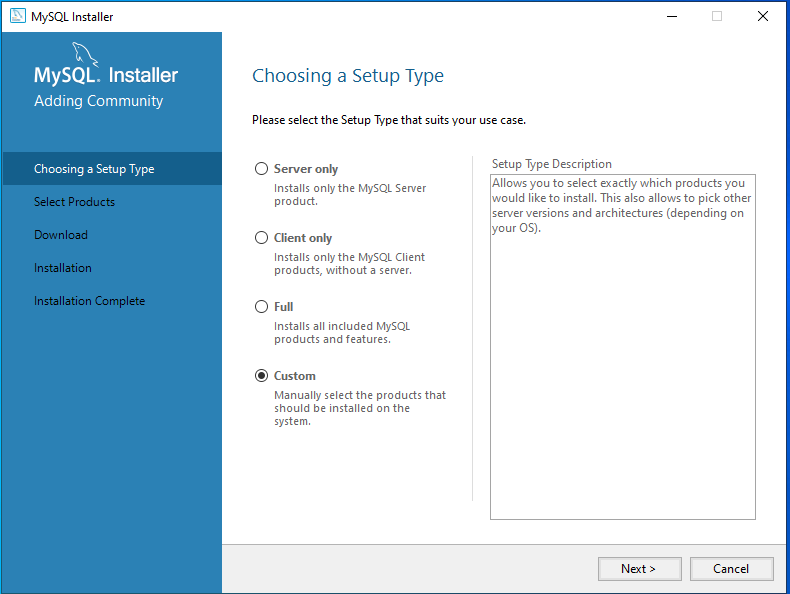 MySQL Installer
MySQL. Installer
Adding Community
Choosing a Setup Type
Select Products
Download
Installation
Installation Complete
Choosing a Setup Type
Please select the Setup Type that suits your use case.
Server only
Installs only the MySQL Server
product.
Client only
Installs only the MySQL Client
products, without a server.
Full
Installs all included MySQL
products and features.
Custom
Manually select the products that
should be installed on the
system.
Setup Type Description
Allows you to select exactly which products you
would like to install. This also allows to pick other
server versions and architectures (depending on
your OS).
Next >
Cancel